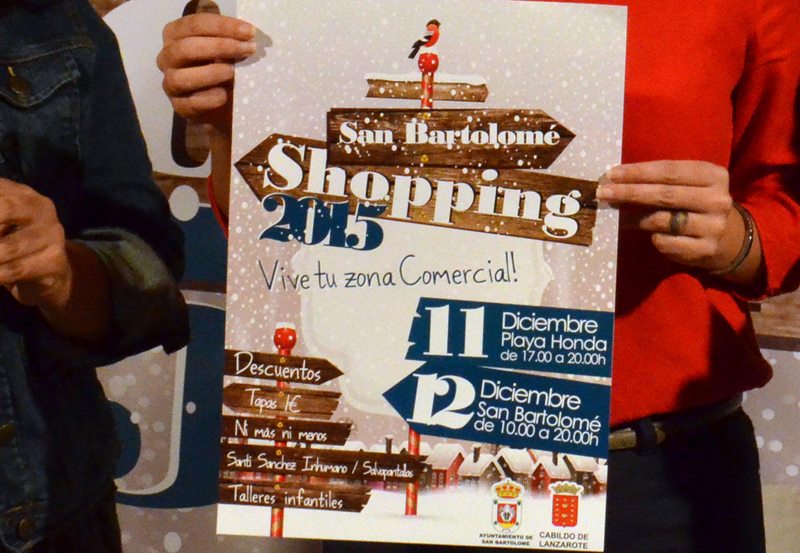 San Bartolomé
Shopping
2015
Vive tu zona Comercial!
11 Diciembre
Playa Honda
de 17.00 a 20.00h
12 Diciembre
San Bartolomé
de 10.00 a 20.00h
Descuentos
Tapas 1€
Ni más ni menos
Santi Sanchez Inhumano / Salvapantallas
Talleres infantiles
AYUNTAMIENTO DE
SAN BARTOLOMÉ
CABILDO DE
LANZAROTE